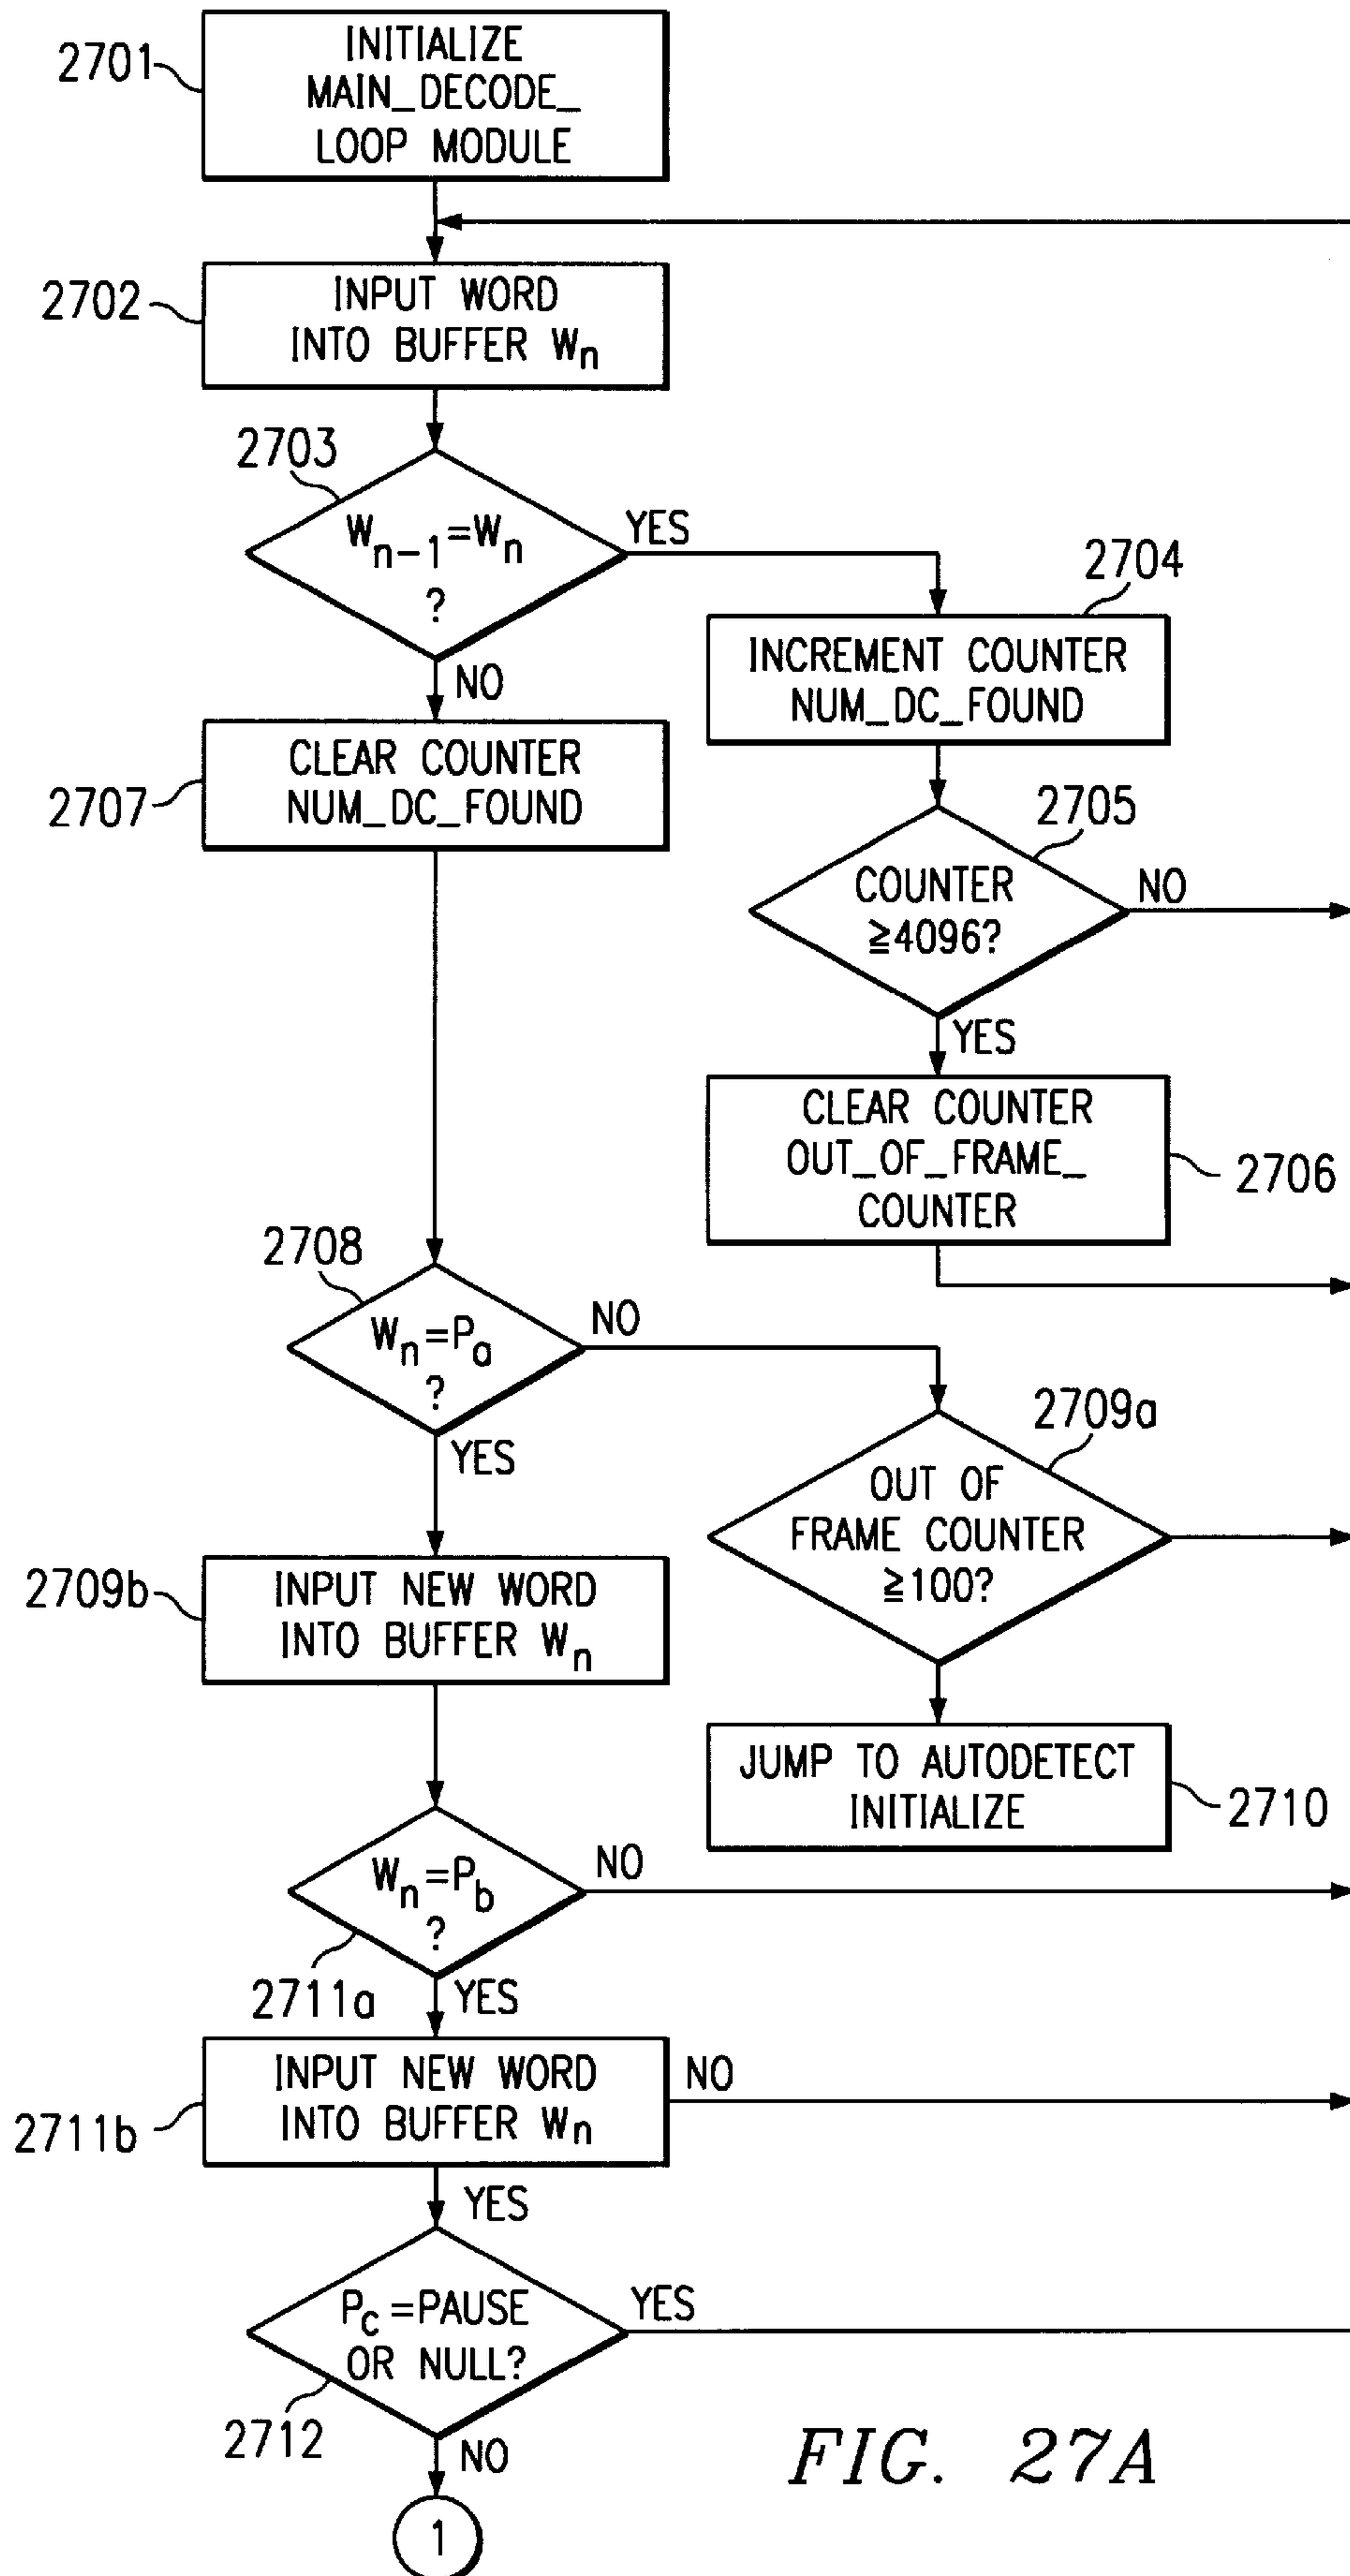 2701
INITIALIZE
MAIN_DECODE_
LOOP MODULE
2702
INPUT WORD
INTO BUFFER Wn
2703
Wn-1=Wn
?
YES
NO
2704
INCREMENT COUNTER
NUM_DC_FOUND
2707
CLEAR COUNTER
NUM_DC_FOUND
2705
COUNTER
≧4096?
NO
YES
CLEAR COUNTER
OUT_OF_FRAME_
COUNTER
2706
2708
Wn=Pa
?
NO
YES
2709a
OUT OF
FRAME COUNTER
≧100?
2709b
INPUT NEW WORD
INTO BUFFER Wn
JUMP TO AUTODETECT
INITIALIZE
2710
Wn=Pb
?
NO
2711a
YES
INPUT NEW WORD
INTO BUFFER Wn
NO
2711b
YES
Pc=PAUSE
OR NULL?
YES
2712
NO
1
FIG. 27A